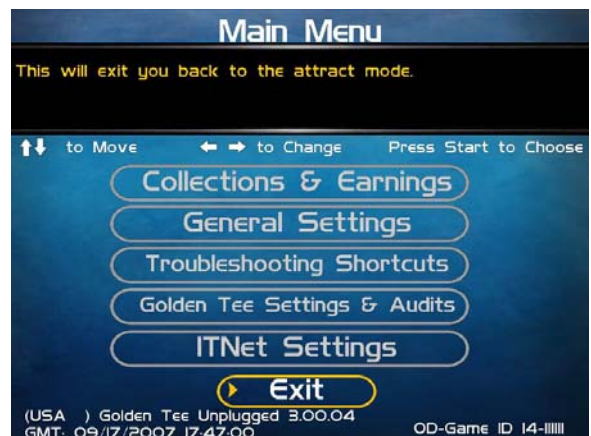 Main Menu
This will exit you back to the attract mode.
to Move to Change Press Start to Choose
Collections & Earnings
General Settings
Troubleshooting Shortcuts
Golden Tee Settings & Audits
ITNet Settings
Exit
(USA ) Golden Tee Unplugged 3.00.04
GMT: 09/17/2007 17:47:00 OD-Game ID 14-111111